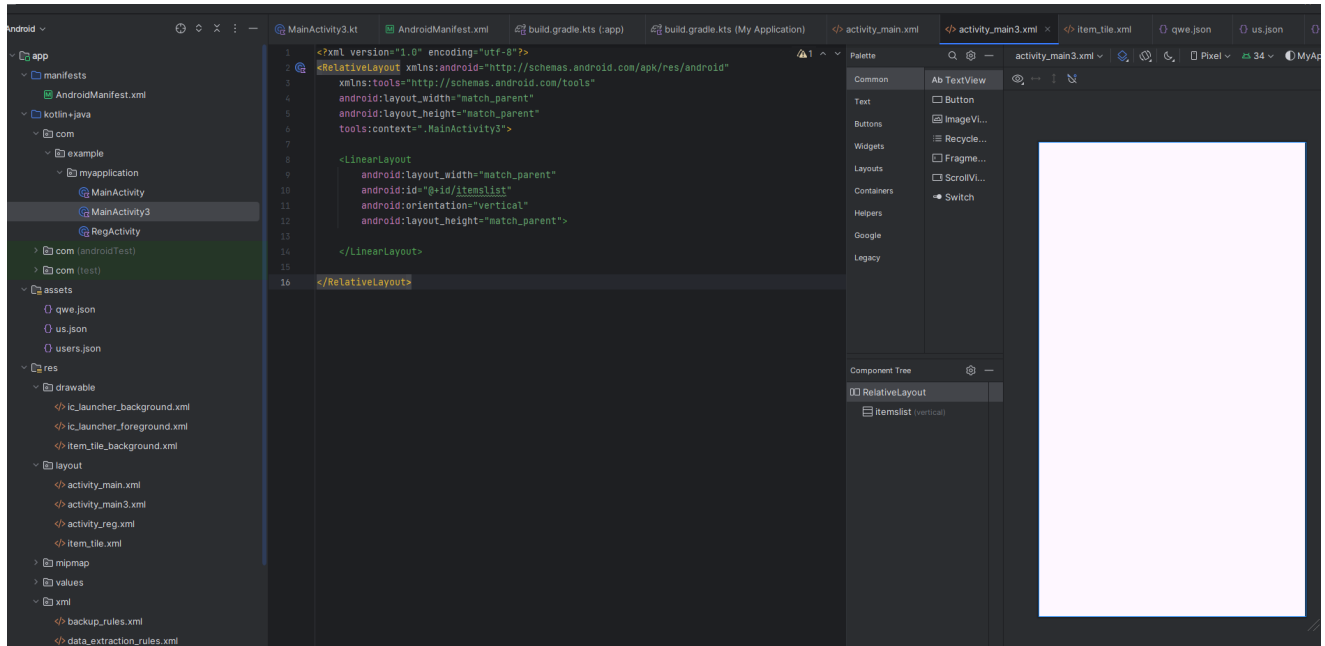 Android
MainActivity3.kt
AndroidManifest.xml
build.gradle.kts (:app)
build.gradle.kts (My Application)
activity_main.xml
activity_main3.xml
item_tile.xml
qwe.json
us.json
app
manifests
AndroidManifest.xml
kotlin+java
com
example
myapplication
MainActivity
MainActivity3
RegActivity
com (androidTest)
com (test)
assets
qwe.json
us.json
users.json
res
drawable
ic_launcher_background.xml
ic_launcher_foreground.xml
item_tile_background.xml
layout
activity_main.xml
activity_main3.xml
activity_reg.xml
item_tile.xml
mipmap
values
xml
backup_rules.xml
data_extraction_rules.xml
1 <?xml version="1.0" encoding="utf-8"?>
2 <RelativeLayout xmlns:android="http://schemas.android.com/apk/res/android"
3 xmlns:tools="http://schemas.android.com/tools"
4 android:layout_width="match_parent"
5 android:layout_height="match_parent"
6 tools:context=".MainActivity3">
7
8 <LinearLayout
9 android:layout_width="match_parent"
10 android:id="@+id/itemslist"
11 android:orientation="vertical"
12 android:layout_height="match_parent">
13
14 </LinearLayout>
15
16 </RelativeLayout>
1
Palette
Common
Text
Buttons
Widgets
Layouts
Containers
Helpers
Google
Legacy
Ab TextView
Button
ImageVi...
Recycle...
Fragme...
ScrollVi...
Switch
Component Tree
RelativeLayout
itemslist (vertical)
activity_main3.xml
Pixel
34
MyAp